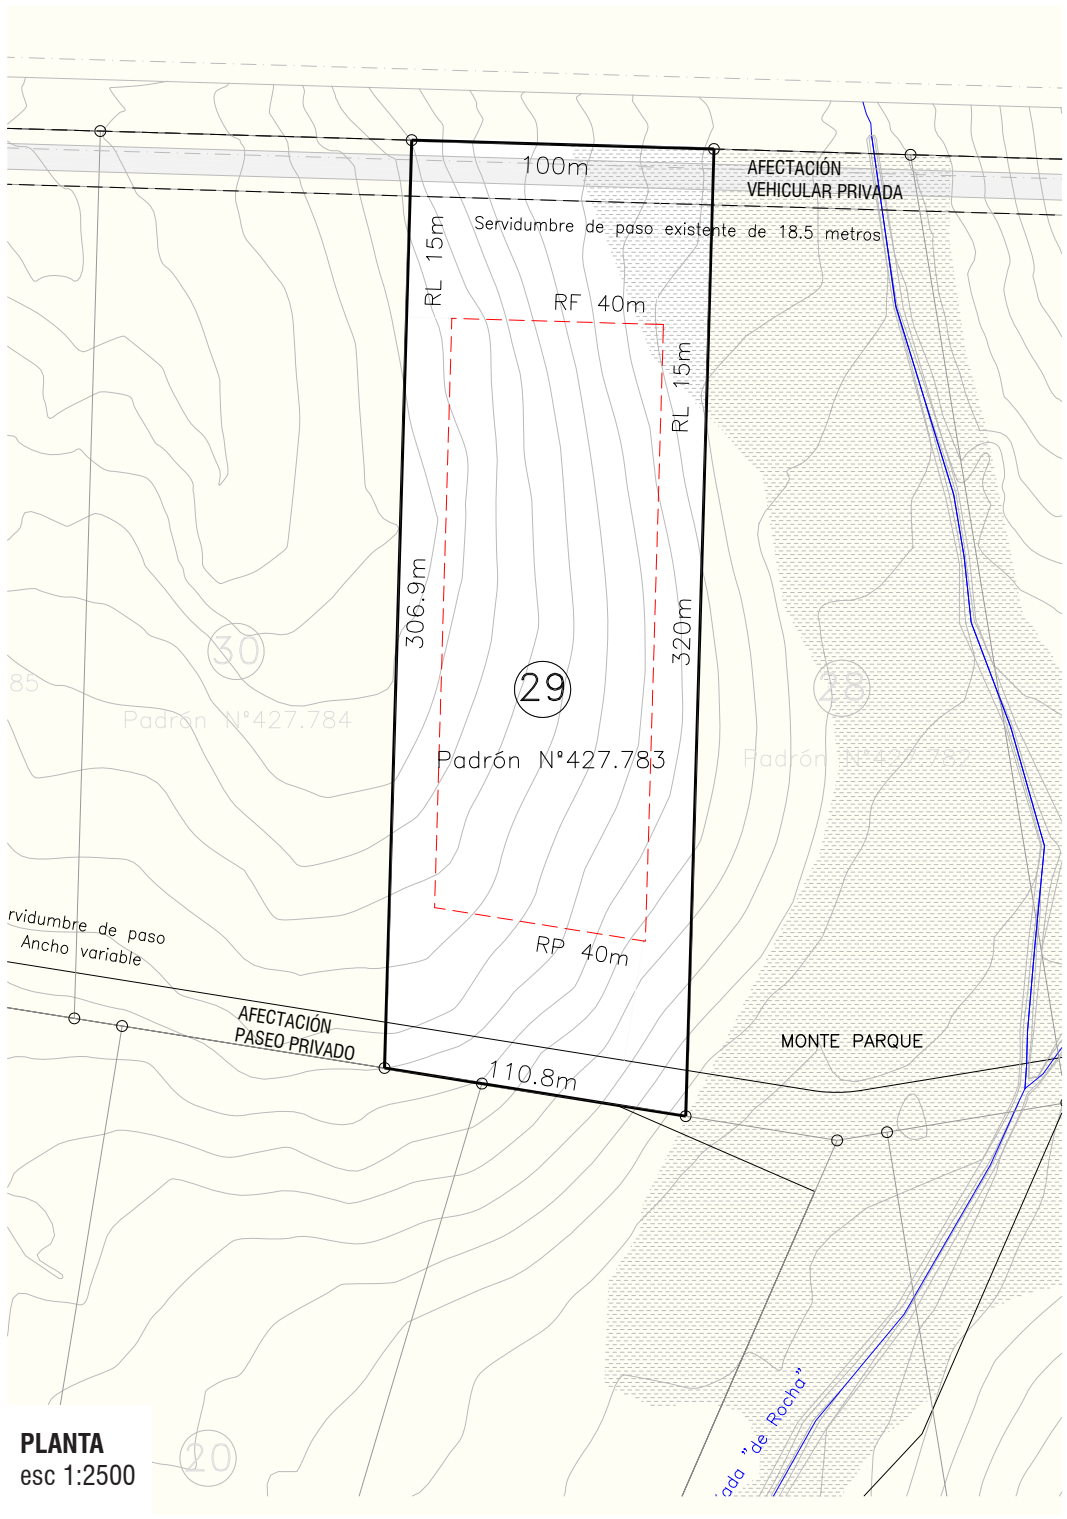 100m
AFECTACIÓN
VEHICULAR PRIVADA
Servidumbre de paso existente de 18.5 metros
RL 15m
RF 40m
RL 15m
306.9m
320m
30
29
28
85
Padrón N°427.784
Padrón N°427.783
Padrón
rvidumbre de paso
Ancho variable
RP 40m
AFECTACIÓN
PASEO PRIVADO
MONTE PARQUE
110.8m
ada "de Rocha"
PLANTA
esc 1:2500
20